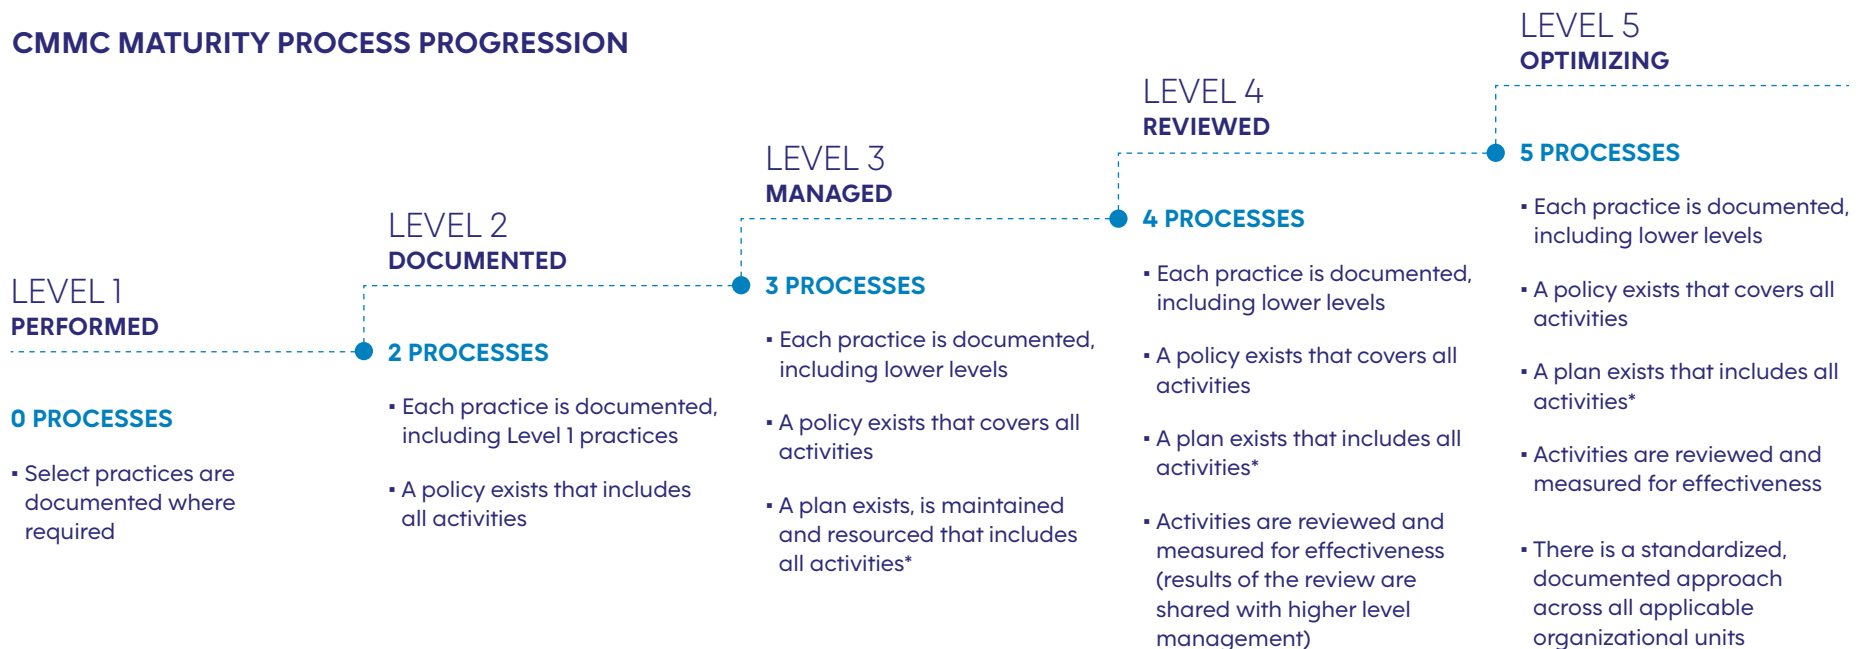 CMMC MATURITY PROCESS PROGRESSION
LEVEL 1
PERFORMED
0 PROCESSES
▪ Select practices are
documented where
required
LEVEL 2
DOCUMENTED
2 PROCESSES
▪ Each practice is documented,
including Level 1 practices
▪ A policy exists that includes
all activities
LEVEL 3
MANAGED
3 PROCESSES
▪ Each practice is documented,
including lower levels
▪ A policy exists that covers all
activities
▪ A plan exists, is maintained
and resourced that includes
all activities*
LEVEL 4
REVIEWED
4 PROCESSES
▪ Each practice is documented,
including lower levels
▪ A policy exists that covers all
activities
▪ A plan exists that includes all
activities*
▪ Activities are reviewed and
measured for effectiveness
(results of the review are
shared with higher level
management)
LEVEL 5
OPTIMIZING
5 PROCESSES
▪ Each practice is documented,
including lower levels
▪ A policy exists that covers all
activities
▪ A plan exists that includes all
activities*
▪ Activities are reviewed and
measured for effectiveness
▪ There is a standardized,
documented approach
across all applicable
organizational units